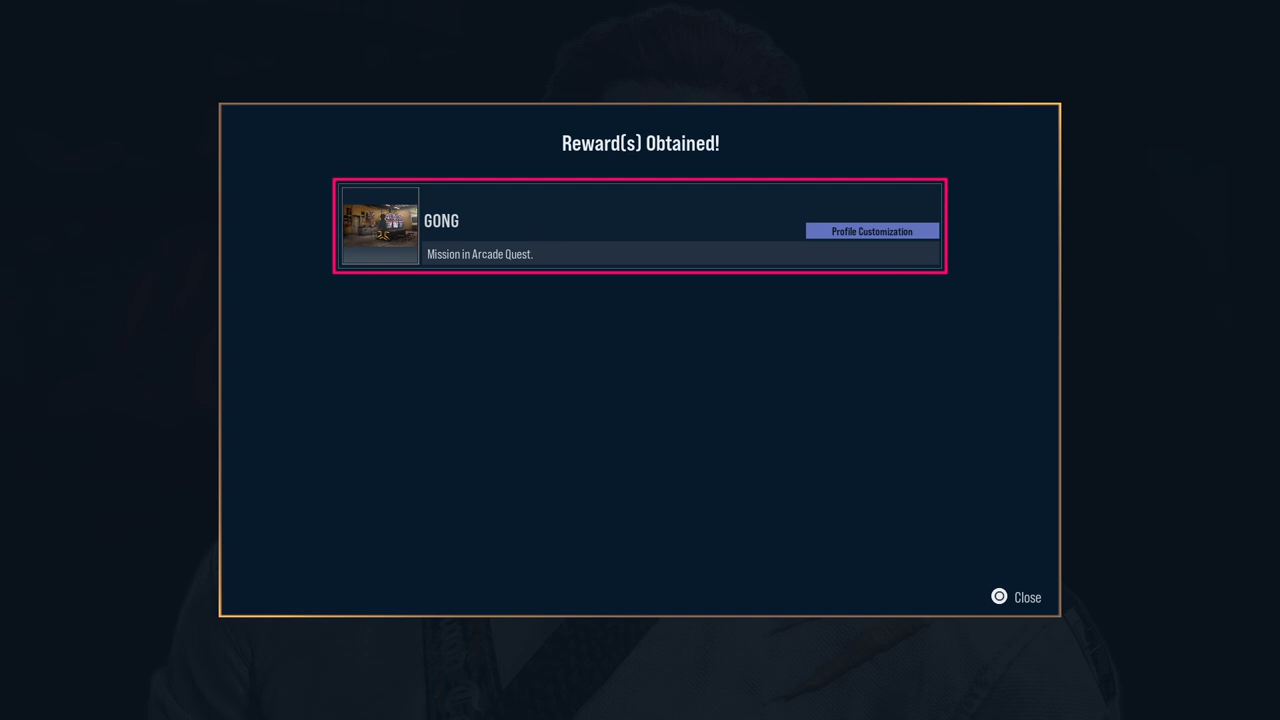 Reward(s) Obtained!
GONG
Profile Customization
Mission in Arcade Quest.
Close